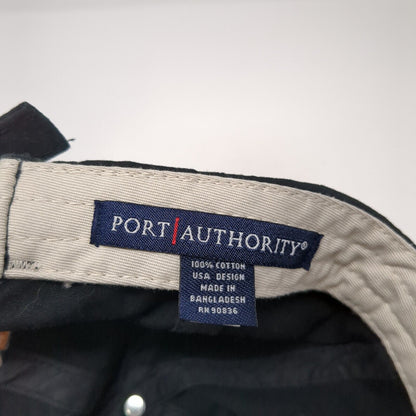 PORT AUTHORITY®
100% COTTON
USA DESIGN
MADE IN
BANGLADESH
RN 90836